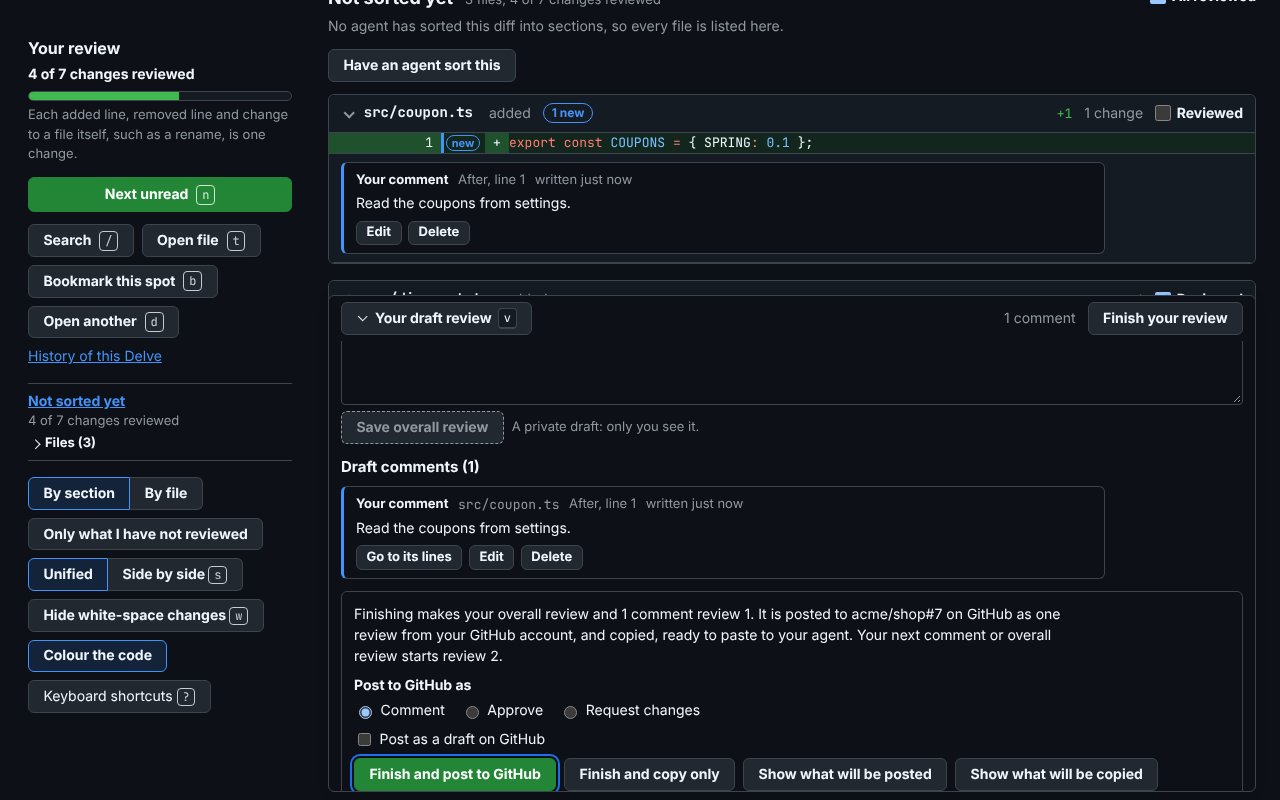 Your review
4 of 7 changes reviewed
Each added line, removed line and change
to a file itself, such as a rename, is one
change.
Next unread n
Search / Open file t
Bookmark this spot b
Open another d
History of this Delve
Not sorted yet
4 of 7 changes reviewed
Files (3)
By section By file
Only what I have not reviewed
Unified Side by side s
Hide white-space changes w
Colour the code
Keyboard shortcuts ?
Not sorted yet 3 files, 4 of 7 changes reviewed All reviewed
No agent has sorted this diff into sections, so every file is listed here.
Have an agent sort this
src/coupon.ts added 1 new +1 1 change Reviewed
1 new + export const COUPONS = { SPRING: 0.1 };
Your comment After, line 1 written just now
Read the coupons from settings.
Edit Delete
Your draft review v 1 comment Finish your review
Save overall review A private draft: only you see it.
Draft comments (1)
Your comment src/coupon.ts After, line 1 written just now
Read the coupons from settings.
Go to its lines Edit Delete
Finishing makes your overall review and 1 comment review 1. It is posted to acme/shop#7 on GitHub as one
review from your GitHub account, and copied, ready to paste to your agent. Your next comment or overall
review starts review 2.
Post to GitHub as
Comment Approve Request changes
Post as a draft on GitHub
Finish and post to GitHub Finish and copy only Show what will be posted Show what will be copied